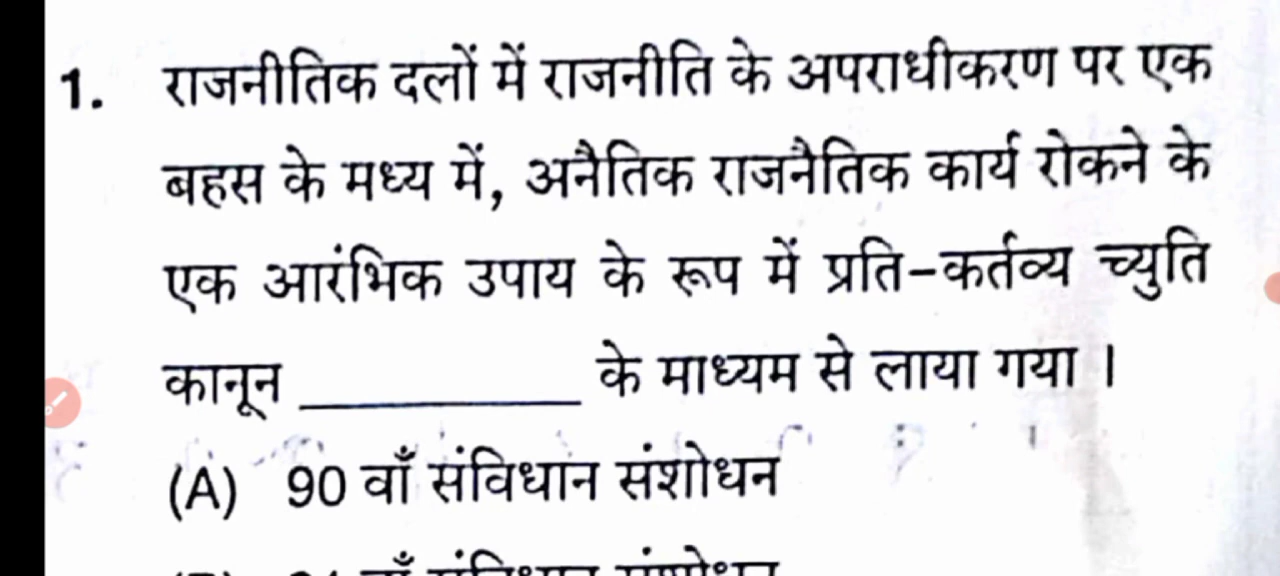 1. राजनीतिक दलों में राजनीति के अपराधीकरण पर एक
बहस के मध्य में, अनैतिक राजनैतिक कार्य रोकने के
एक आरंभिक उपाय के रूप में प्रति-कर्तव्य च्युति
कानून __________ के माध्यम से लाया गया ।
(A) 90 वाँ संविधान संशोधन